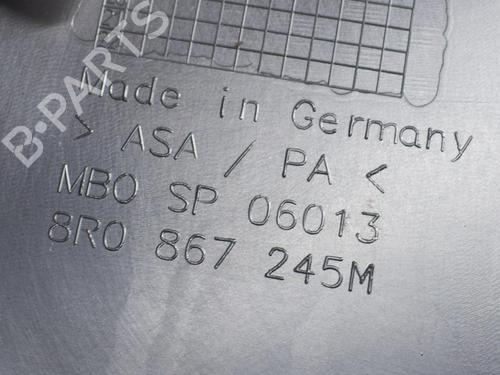 Made in Germany
> ASA / PA <
MBO SP 06013
8R0 867 245M
B-PARTS